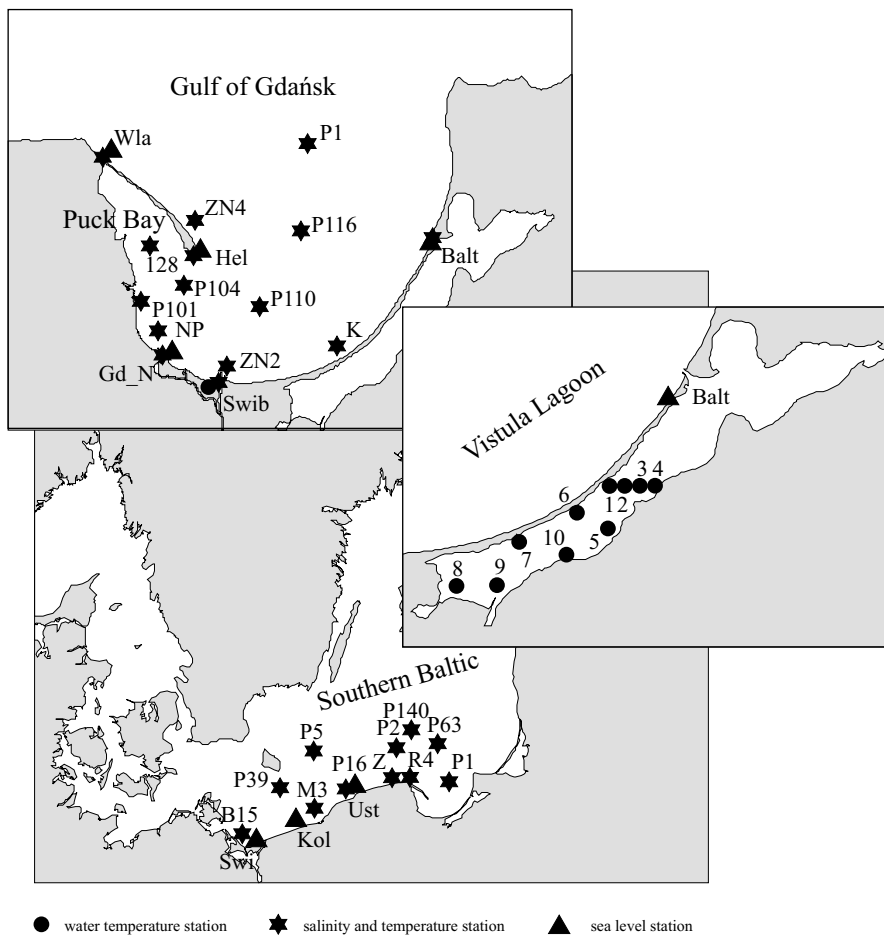 Gulf of Gdańsk
P1
Wla
ZN4
Puck Bay
P116
128
Hel
Balt
P104
P110
P101
NP
K
Gd_N
ZN2
Swib
Vistula Lagoon
Balt
3 4
1 2
6
5
10
7
8
9
Southern Baltic
P140
P5
P2
P63
P39
P16
Z
R4
P1
M3
Ust
B15
Kol
Swi
water temperature station
salinity and temperature station
sea level station